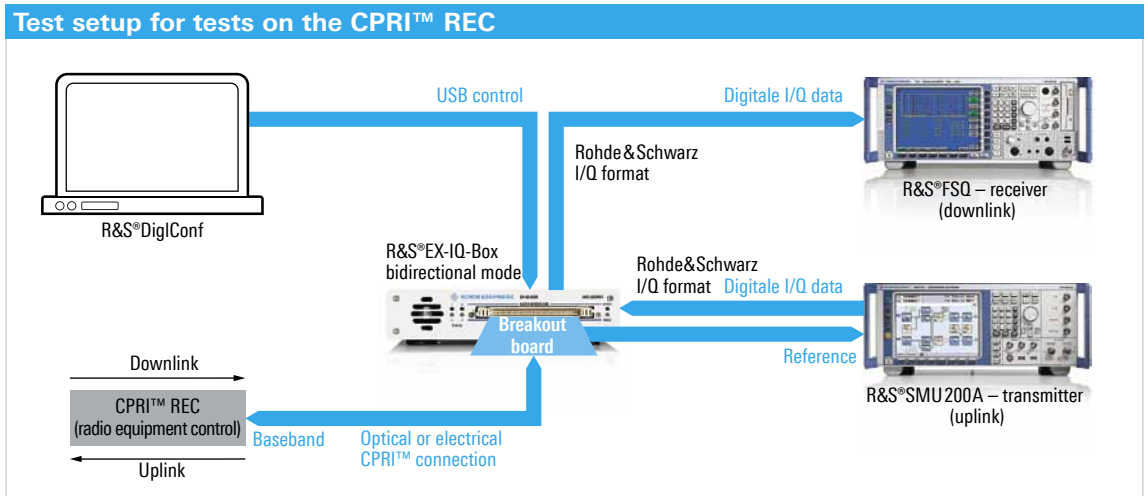 Test setup for tests on the CPRI™ REC
USB control
Digitale I/Q data
Rohde&Schwarz
I/Q format
R&S®DigIConf
R&S®FSQ – receiver
(downlink)
R&S®EX-IQ-Box
bidirectional mode
Rohde&Schwarz
I/Q format
Digitale I/Q data
Breakout
board
Reference
R&S®SMU200A – transmitter
(uplink)
Downlink
CPRI™ REC
(radio equipment control)
Uplink
Baseband
Optical or electrical
CPRI™ connection